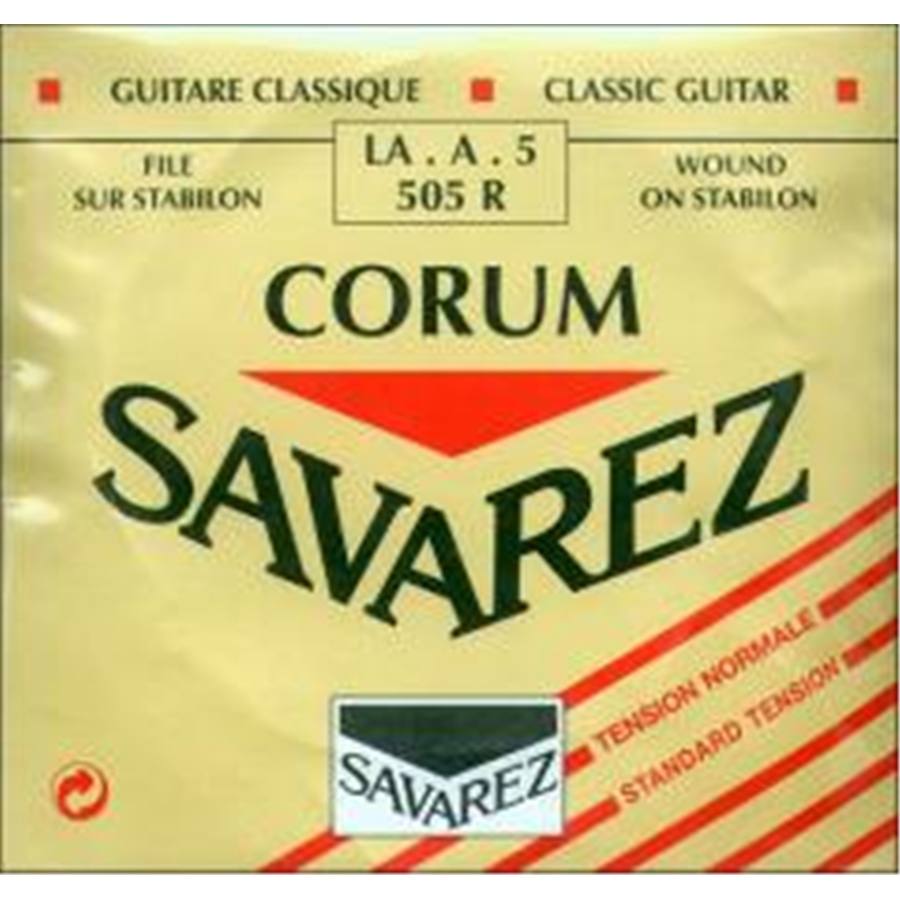 GUITARE CLASSIQUE CLASSIC GUITAR
LA . A . 5
505 R
FILE
SUR STABILON
WOUND
ON STABILON
CORUM
SAVAREZ
TENSION NORMALE
STANDARD TENSION
SAVAREZ